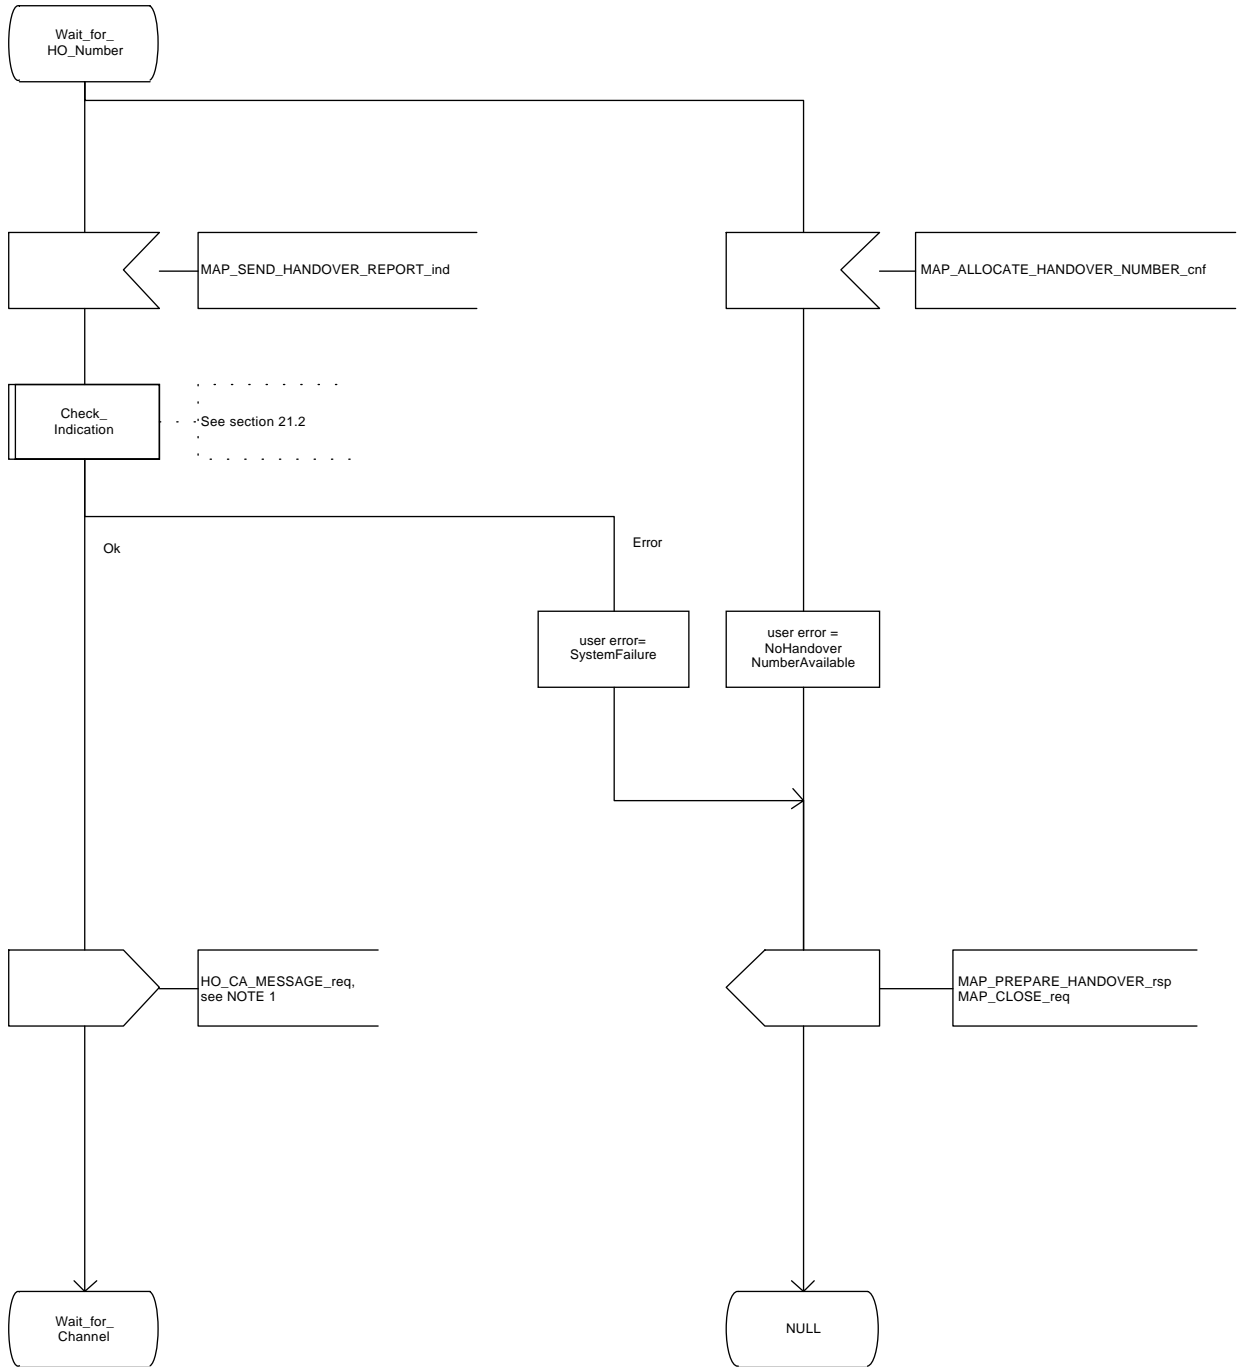 Wait_for_
HO_Number
MAP_SEND_HANDOVER_REPORT_ind
MAP_ALLOCATE_HANDOVER_NUMBER_cnf
Check_
Indication
See section 21.2
Ok
Error
user error=
SystemFailure
user error =
NoHandover
NumberAvailable
HO_CA_MESSAGE_req,
see NOTE 1
MAP_PREPARE_HANDOVER_rsp
MAP_CLOSE_req
Wait_for_
Channel
NULL